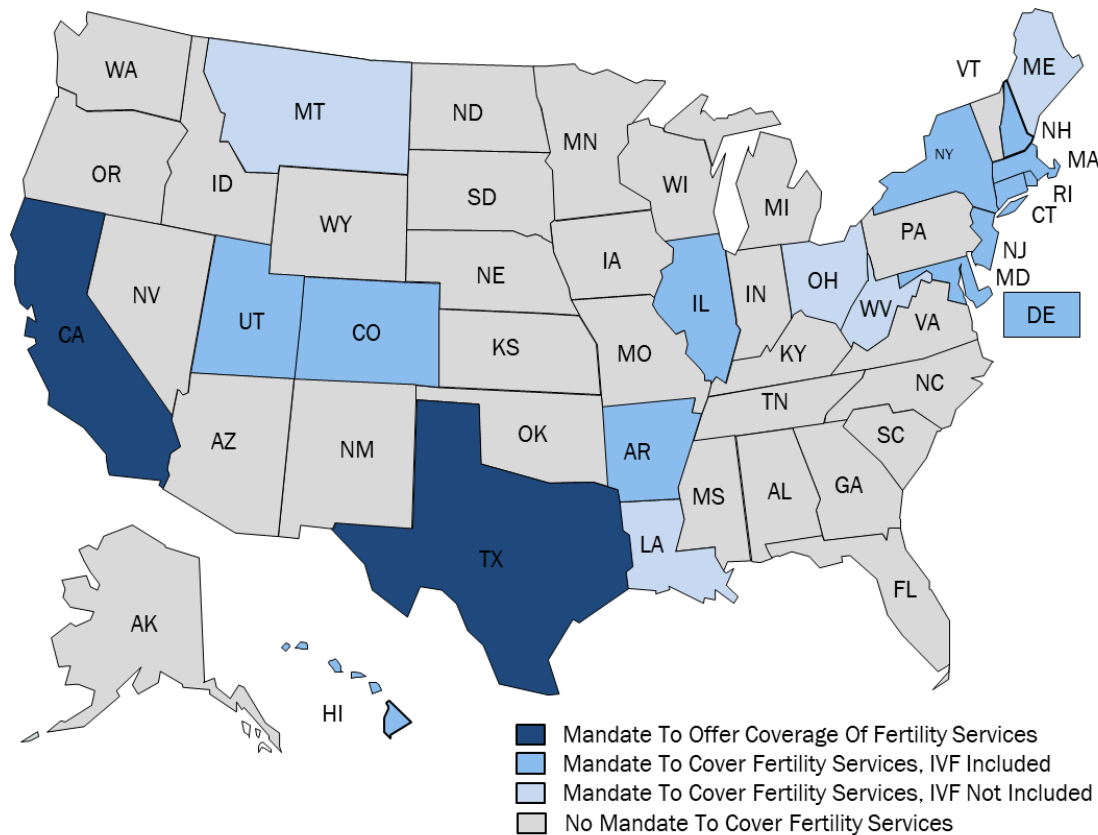 WA
MT
ND
MN
VT
ME
OR
ID
SD
WI
NY
NH
MA
WY
MI
RI
CT
PA
NV
NE
IA
NJ
UT
CO
IL
IN
OH
MD
CA
KS
MO
WV
VA
DE
KY
NC
AZ
NM
OK
TN
AR
SC
MS
AL
GA
TX
LA
FL
AK
HI
Mandate To Offer Coverage Of Fertility Services
Mandate To Cover Fertility Services, IVF Included
Mandate To Cover Fertility Services, IVF Not Included
No Mandate To Cover Fertility Services